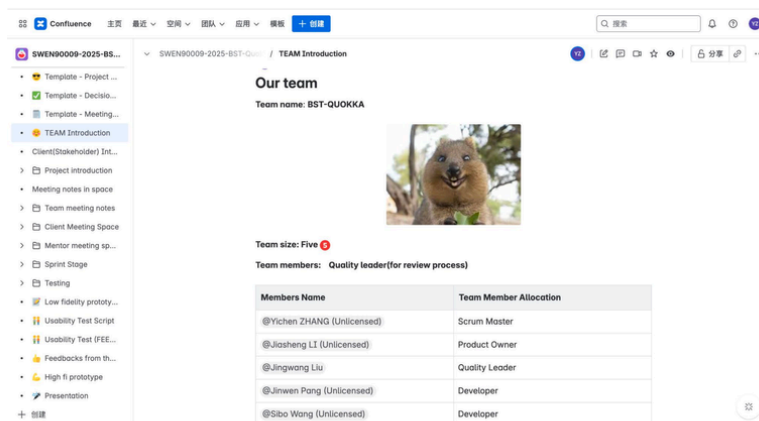 Confluence 主页 最近 空间 团队 应用 模板 + 创建 搜索 YZ
SWEN90009-2025-BS...
SWEN90009-2025-BST-Quo / TEAM Introduction YZ 分享
Template - Project ...
Template - Decisio...
Template - Meeting...
TEAM Introduction
Client(Stakeholder) Int...
Project introduction
Meeting notes in space
Team meeting notes
Client Meeting Space
Mentor meeting sp...
Sprint Stage
Testing
Low fidelity prototy...
Usability Test Script
Usability Test (FEE...
Feedbacks from th...
High fi prototype
Presentation
+ 创建
Our team
Team name: BST-QUOKKA
Team size: Five 5
Team members: Quality leader(for review process)
Members Name Team Member Allocation
@Yichen ZHANG (Unlicensed) Scrum Master
@Jiasheng LI (Unlicensed) Product Owner
@Jingwang Liu Quality Leader
@Jinwen Pang (Unlicensed) Developer
@Sibo Wang (Unlicensed) Developer